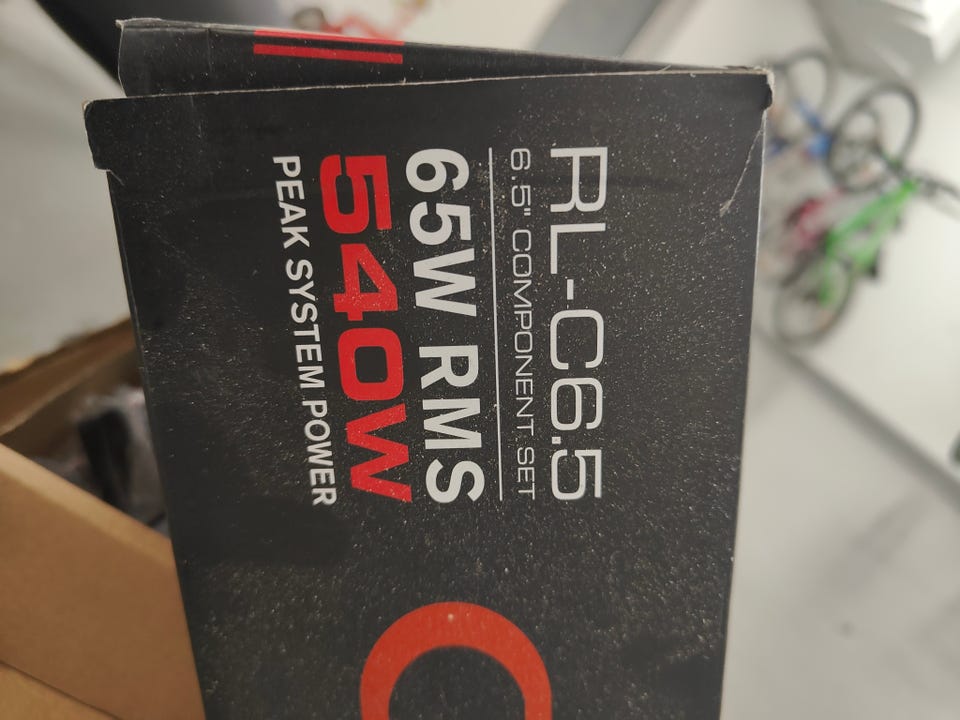 RL-C6.5
6.5" COMPONENT SET
65W RMS
540W
PEAK SYSTEM POWER